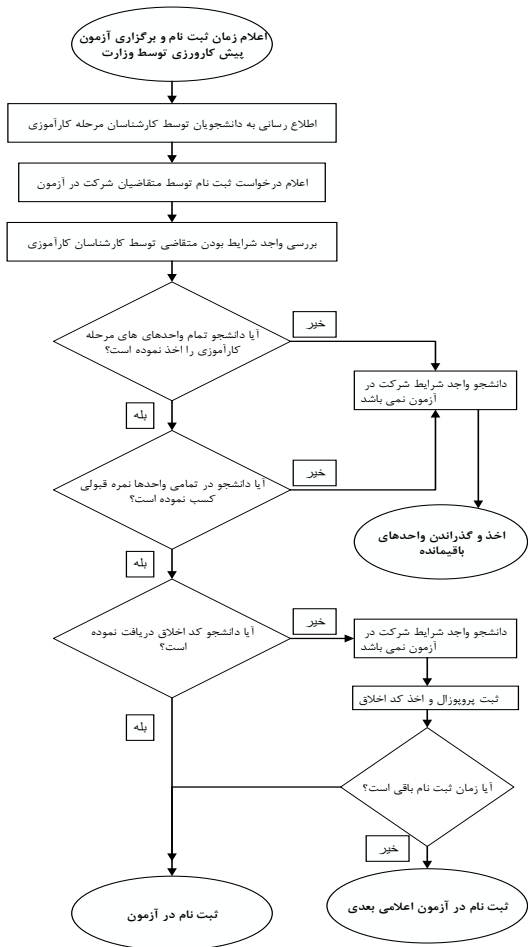 اعلام زمان ثبت نام و برگزاری آزمون
پیش کارورزی توسط وزارت
اطلاع رسانی به دانشجویان توسط کارشناسان مرحله کارآموزی
اعلام درخواست ثبت نام توسط متقاضیان شرکت در آزمون
بررسی واجد شرایط بودن متقاضی توسط کارشناسان کارآموزی
آیا دانشجو تمام واحدهای های مرحله
کارآموزی را اخذ نموده است؟
خیر
دانشجو واجد شرایط شرکت در
آزمون نمی باشد
بله
آیا دانشجو در تمامی واحدها نمره قبولی
کسب نموده است؟
خیر
اخذ و گذراندن واحدهای
باقیمانده
بله
آیا دانشجو کد اخلاق دریافت نموده
است؟
خیر
دانشجو واجد شرایط شرکت در
آزمون نمی باشد
ثبت پروپوزال و اخذ کد اخلاق
بله
آیا زمان ثبت نام باقی است؟
خیر
ثبت نام در آزمون
ثبت نام در آزمون اعلامی بعدی